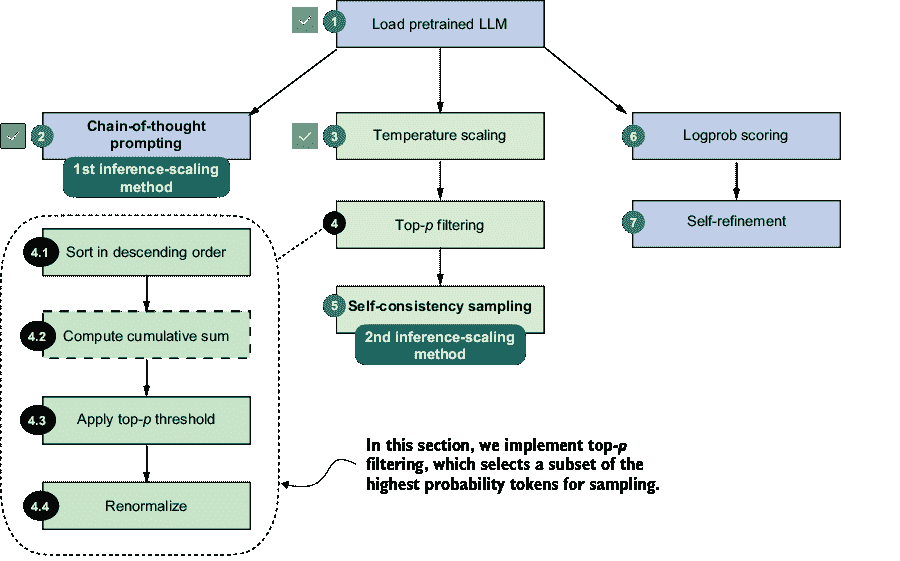 1 Load pretrained LLM
2 Chain-of-thought
prompting
1st inference-scaling
method
3 Temperature scaling
6 Logprob scoring
4 Top-p filtering
7 Self-refinement
4.1 Sort in descending order
5 Self-consistency sampling
2nd inference-scaling
method
4.2 Compute cumulative sum
4.3 Apply top-p threshold
4.4 Renormalize
In this section, we implement top-p
filtering, which selects a subset of the
highest probability tokens for sampling.